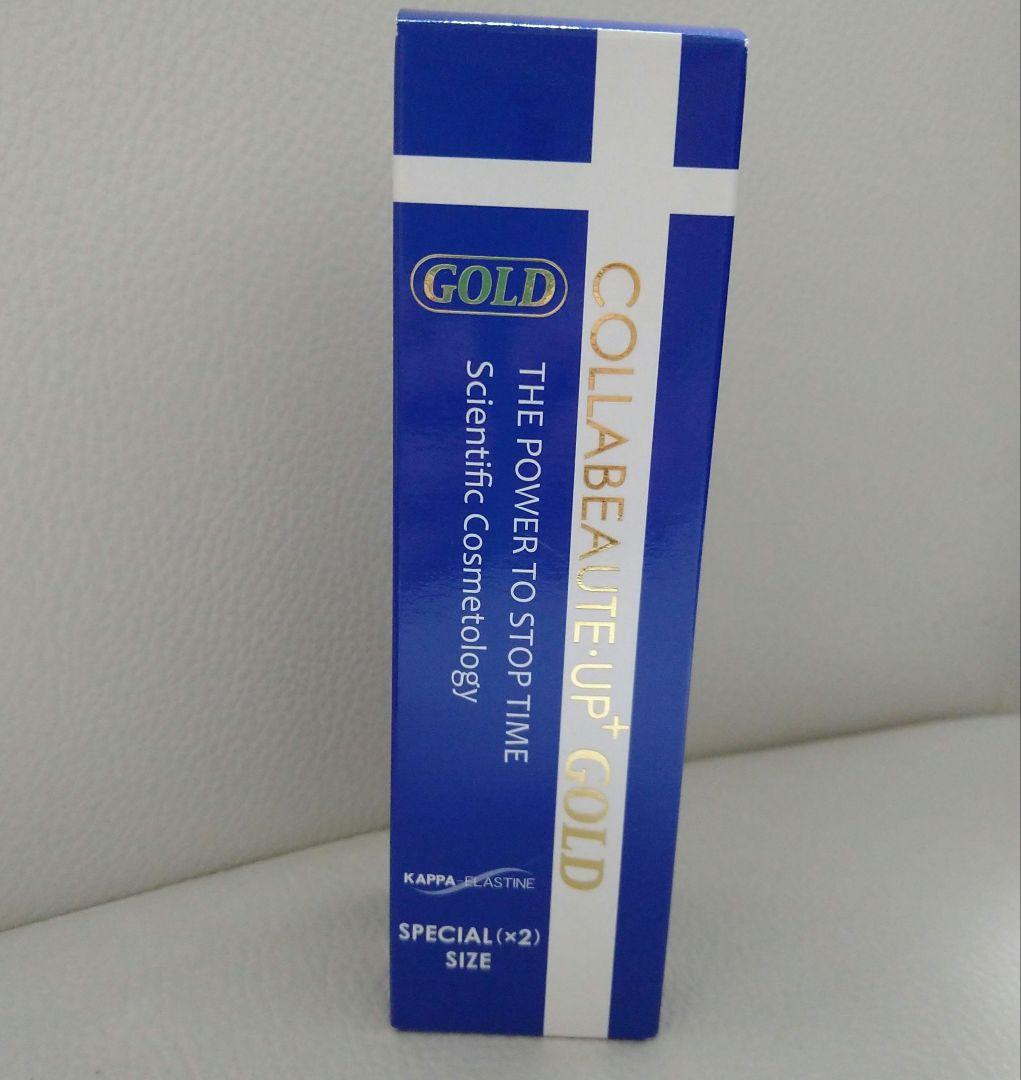 GOLD
COLLABEAUTE·UP+ GOLD
THE POWER TO STOP TIME
Scientific Cosmetology
KAPPA-ELASTINE
SPECIAL(×2)
SIZE